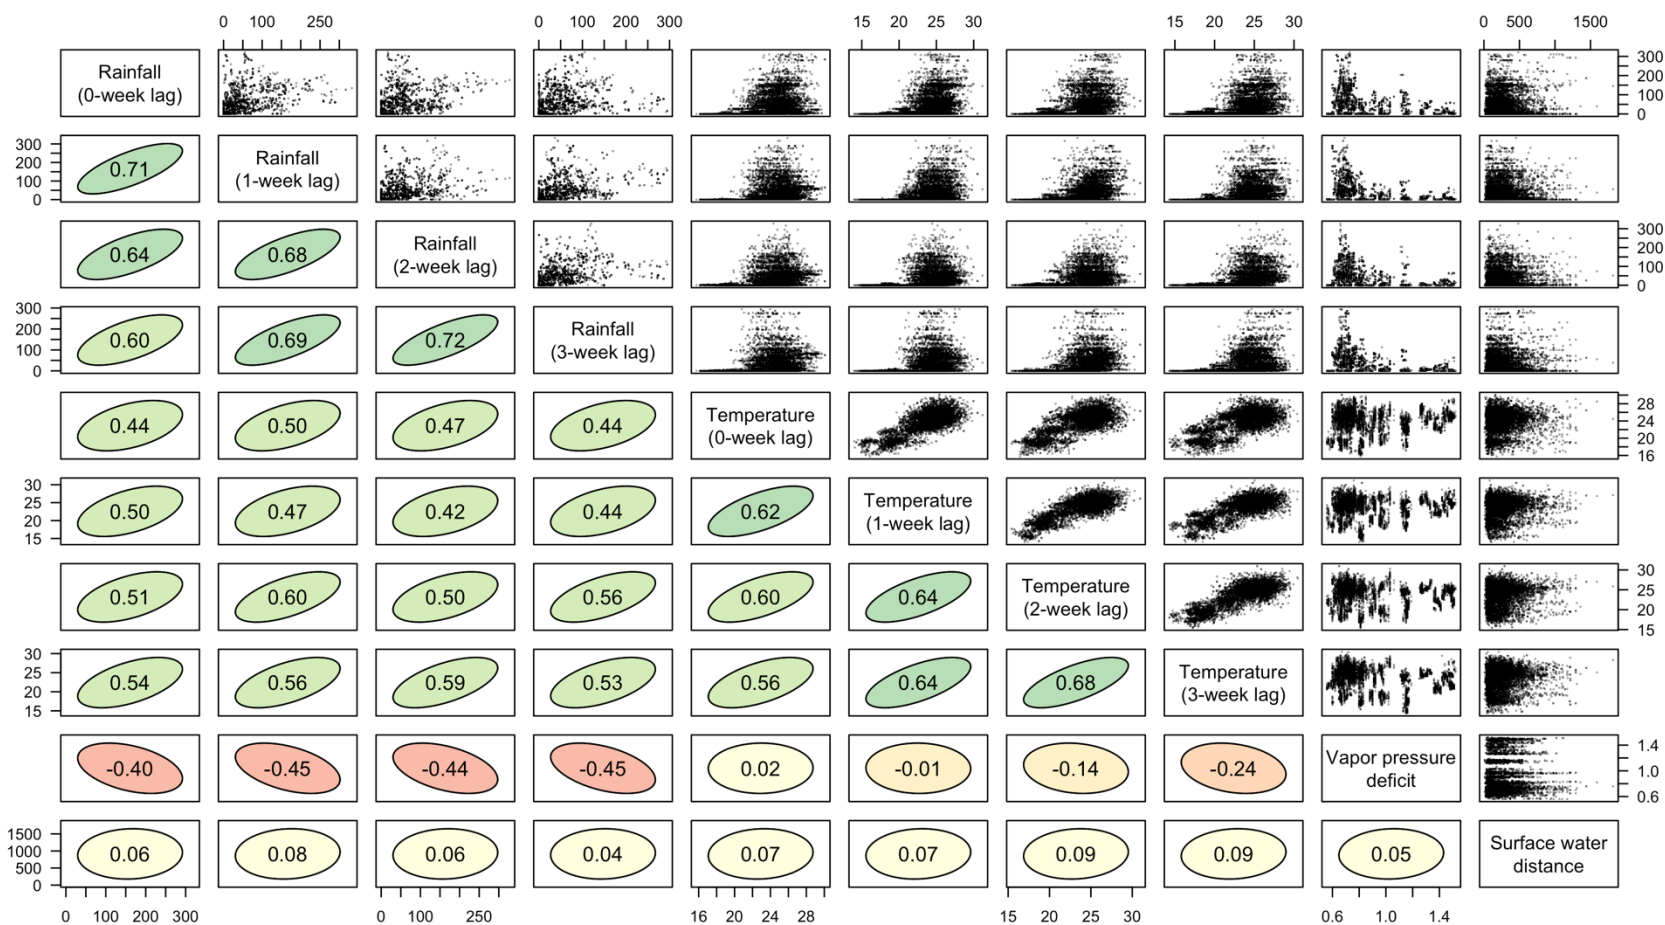 0 100 250 0 100 200 300 15 20 25 30 15 20 25 30 0 500 1500
Rainfall
(0-week lag)
300
200
100
0
300
200
100
0
0.71
Rainfall
(1-week lag)
0.64 0.68
Rainfall
(2-week lag)
300
200
100
0
300
200
100
0
0.60 0.69 0.72
Rainfall
(3-week lag)
0.44 0.50 0.47 0.44
Temperature
(0-week lag)
28
24
20
16
30
25
20
15
0.50 0.47 0.42 0.44 0.62
Temperature
(1-week lag)
0.51 0.60 0.50 0.56 0.60 0.64
Temperature
(2-week lag)
30
25
20
15
30
25
20
15
0.54 0.56 0.59 0.53 0.56 0.64 0.68
Temperature
(3-week lag)
-0.40 -0.45 -0.44 -0.45 0.02 -0.01 -0.14 -0.24
Vapor pressure
deficit
1.4
1.0
0.6
1500
1000
500
0
0.06 0.08 0.06 0.04 0.07 0.07 0.09 0.09 0.05
Surface water
distance
0 100 200 300 0 100 250 16 20 24 28 15 20 25 30 0.6 1.0 1.4